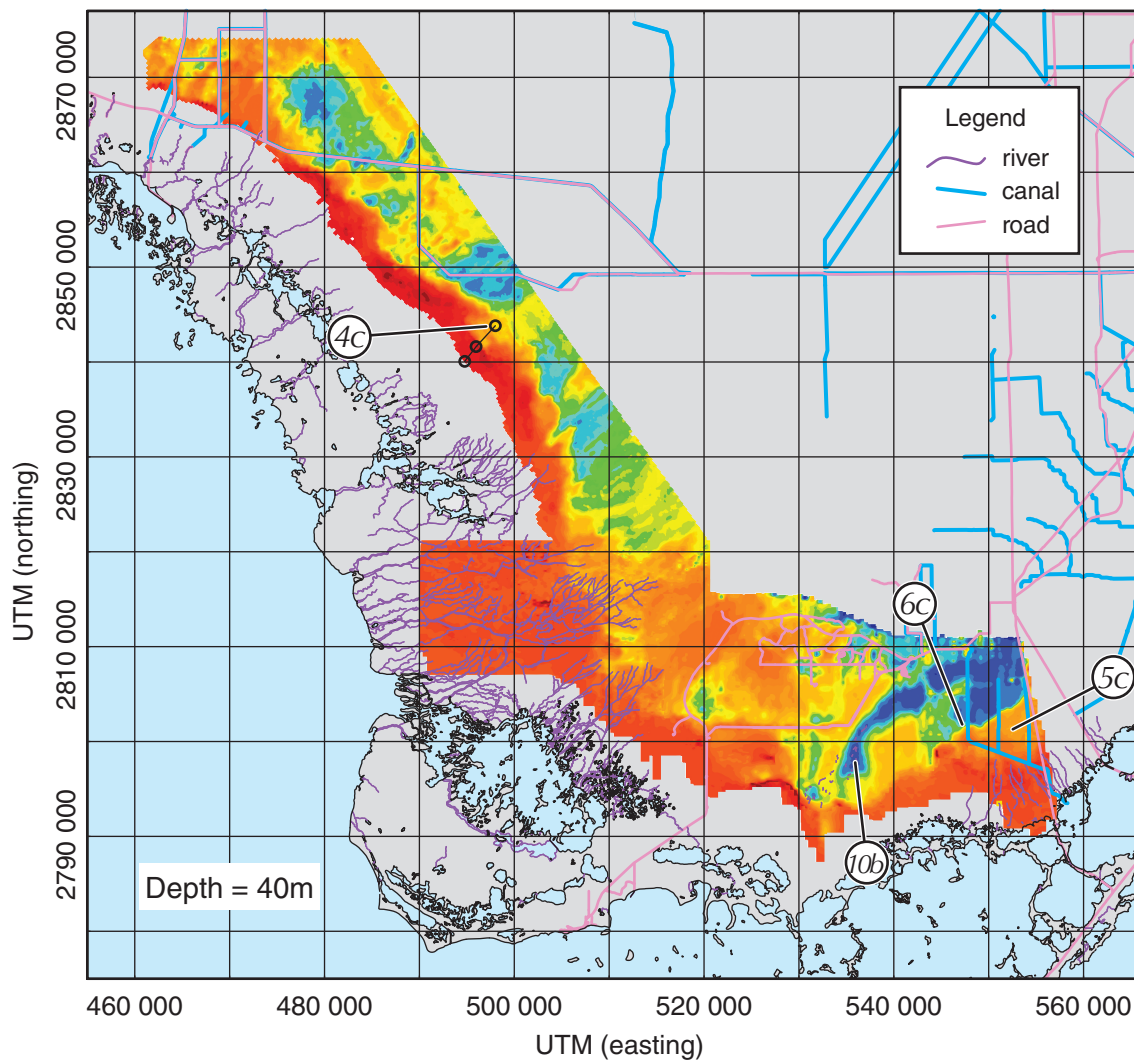 2870 000
2850 000
2830 000
2810 000
2790 000
UTM (northing)
Legend
river
canal
road
4c
6c
5c
10b
Depth = 40m
460 000
480 000
500 000
520 000
540 000
560 000
UTM (easting)